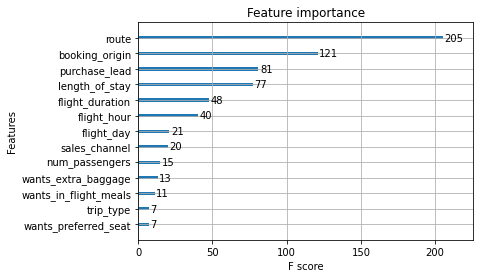 Feature importance
Features
route 205
booking_origin 121
purchase_lead 81
length_of_stay 77
flight_duration 48
flight_hour 40
flight_day 21
sales_channel 20
num_passengers 15
wants_extra_baggage 13
wants_in_flight_meals 11
trip_type 7
wants_preferred_seat 7
0 50 100 150 200
F score